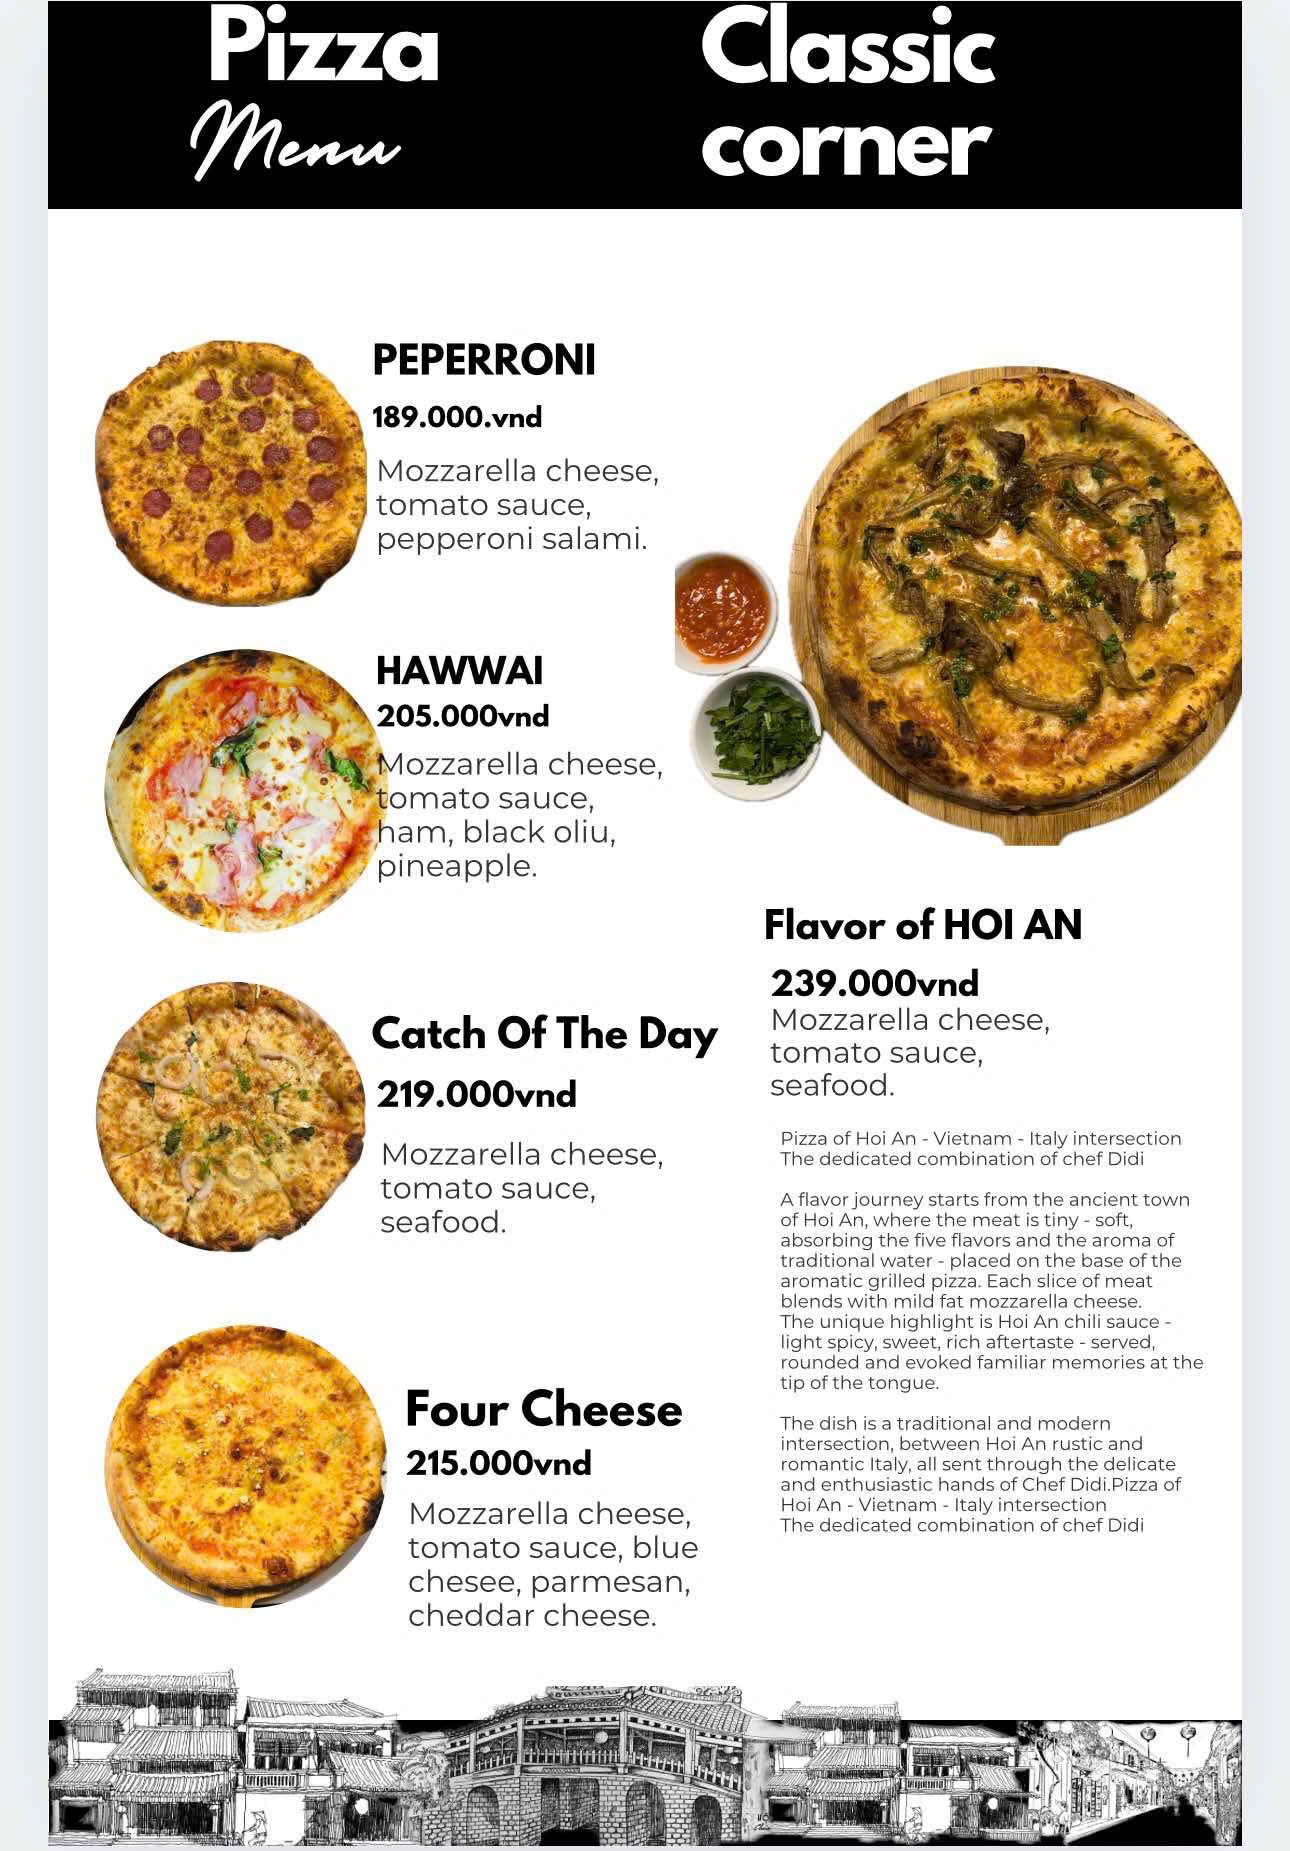 Pizza
Menu
Classic
corner
PEPERRONI
189.000.vnd
Mozzarella cheese,
tomato sauce,
pepperoni salami.
HAWWAI
205.000vnd
Mozzarella cheese,
tomato sauce,
ham, black oliu,
pineapple.
Catch Of The Day
219.000vnd
Mozzarella cheese,
tomato sauce,
seafood.
Four Cheese
215.000vnd
Mozzarella cheese,
tomato sauce, blue
chesee, parmesan,
cheddar cheese.
Flavor of HOI AN
239.000vnd
Mozzarella cheese,
tomato sauce,
seafood.
Pizza of Hoi An - Vietnam - Italy intersection
The dedicated combination of chef Didi
A flavor journey starts from the ancient town
of Hoi An, where the meat is tiny - soft,
absorbing the five flavors and the aroma of
traditional water - placed on the base of the
aromatic grilled pizza. Each slice of meat
blends with mild fat mozzarella cheese.
The unique highlight is Hoi An chili sauce -
light spicy, sweet, rich aftertaste - served,
rounded and evoked familiar memories at the
tip of the tongue.
The dish is a traditional and modern
intersection, between Hoi An rustic and
romantic Italy, all sent through the delicate
and enthusiastic hands of Chef Didi.Pizza of
Hoi An - Vietnam - Italy intersection
The dedicated combination of chef Didi